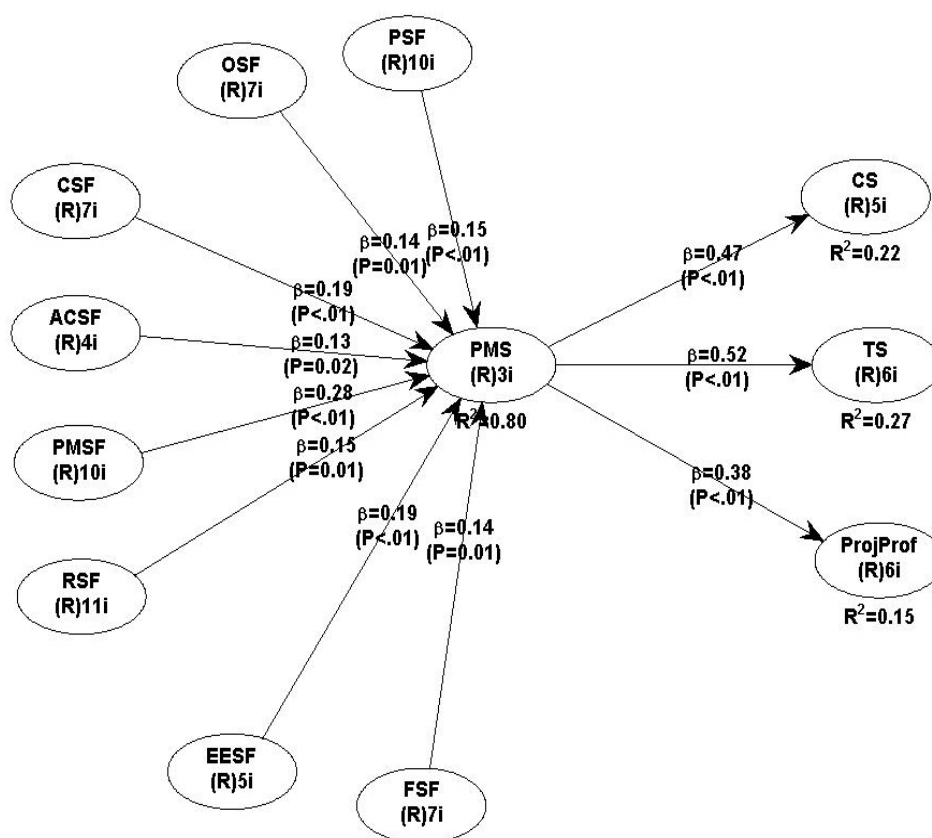 PSF
(R)10i
OSF
(R)7i
CSF
(R)7i
CS
(R)5i
R²=0.22
β=0.14
(P=0.01)
β=0.15
(P<.01)
β=0.47
(P<.01)
β=0.19
(P<.01)
ACSF
(R)4i
β=0.13
(P=0.02)
PMS
(R)3i
R²=0.80
β=0.52
(P<.01)
TS
(R)6i
R²=0.27
β=0.28
(P<.01)
PMSF
(R)10i
β=0.15
(P=0.01)
β=0.38
(P<.01)
β=0.19
(P<.01)
β=0.14
(P=0.01)
ProjProf
(R)6i
R²=0.15
RSF
(R)11i
EESF
(R)5i
FSF
(R)7i